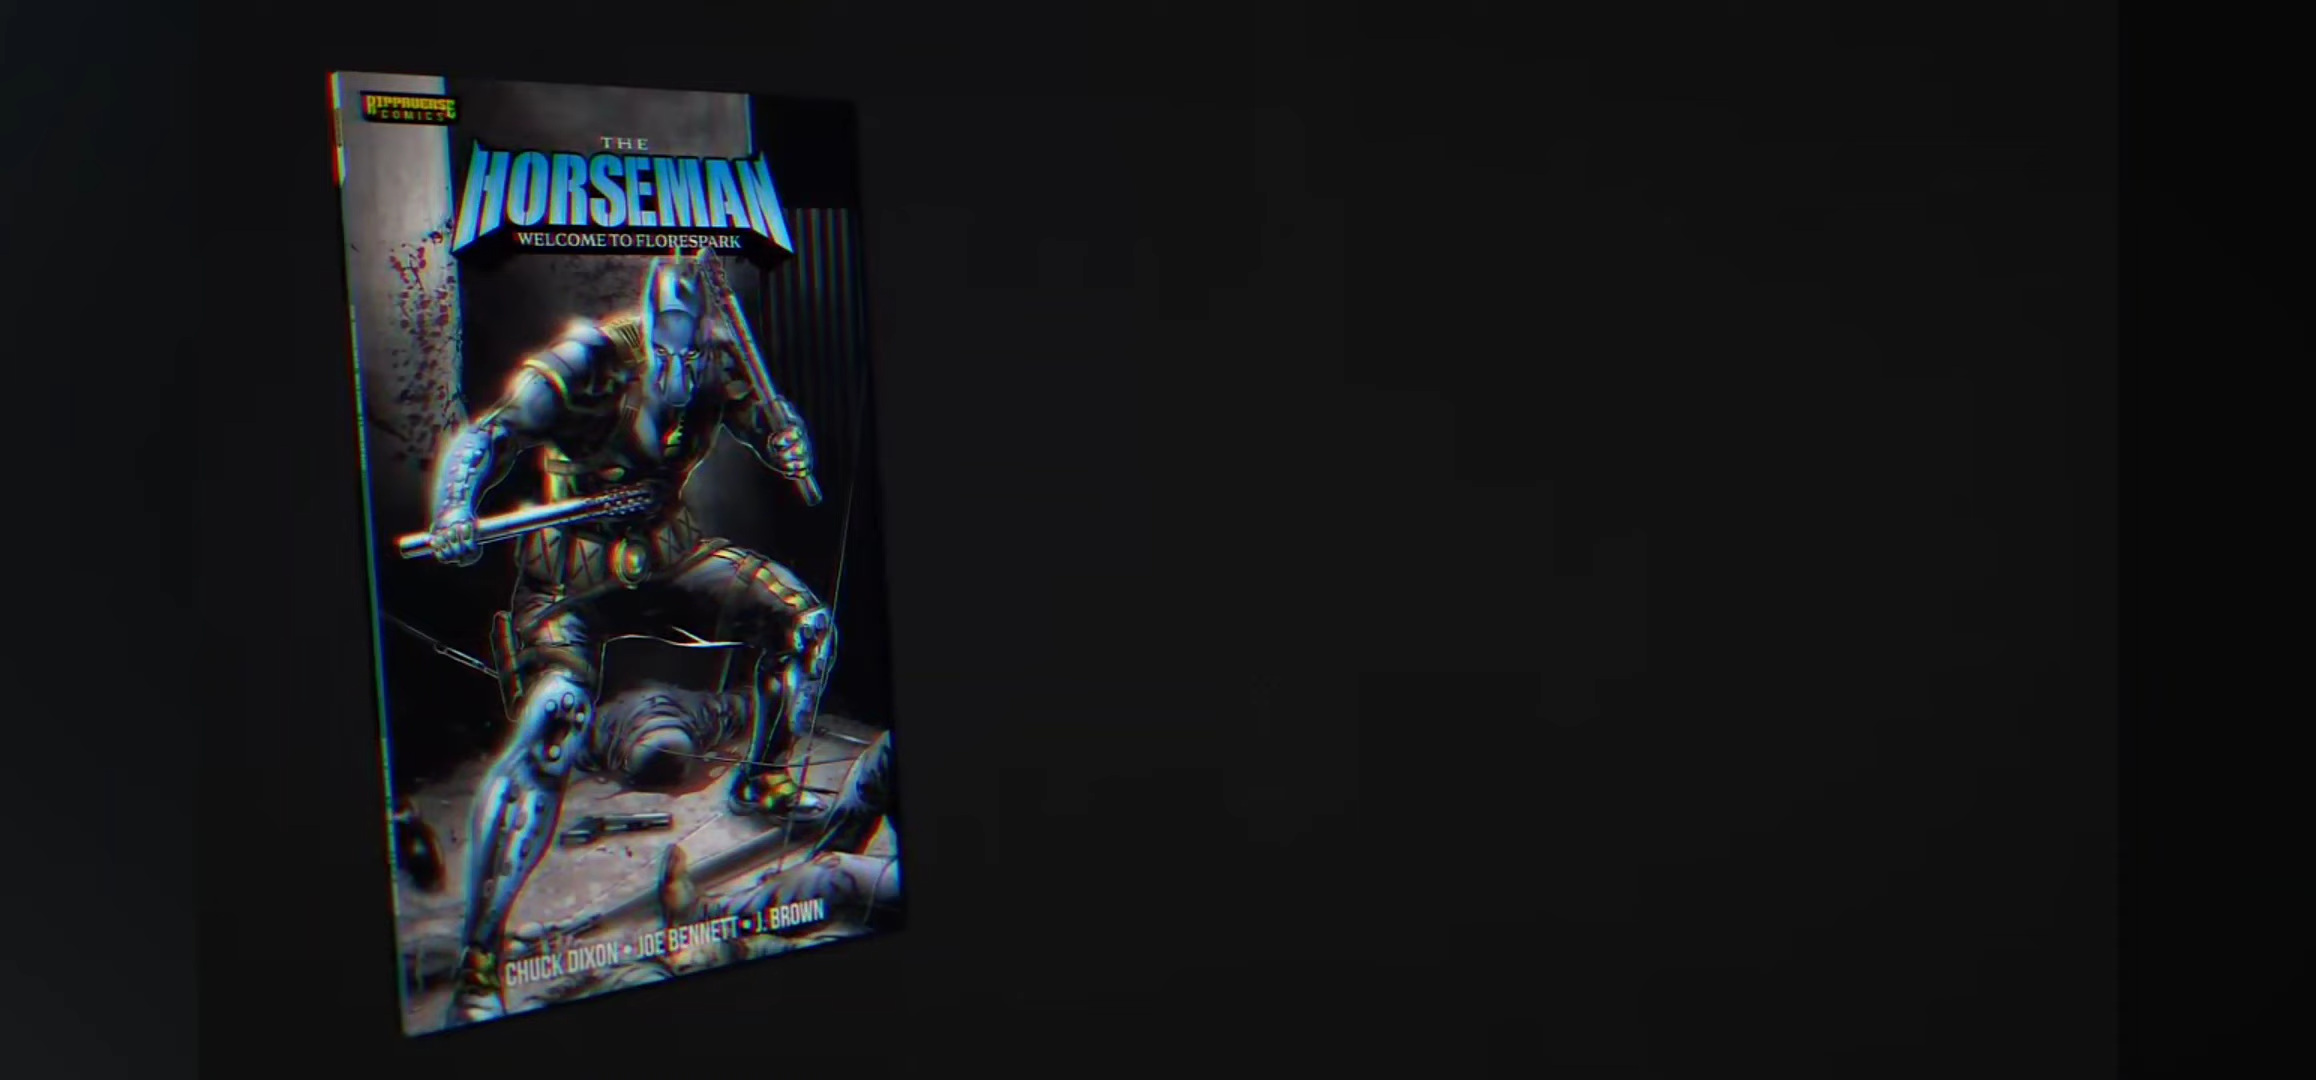 RIPPAVERSE
COMICS
THE
HORSEMAN
WELCOME TO FLORESPARK
CHUCK DIXON • JOE BENNETT • J. BROWN